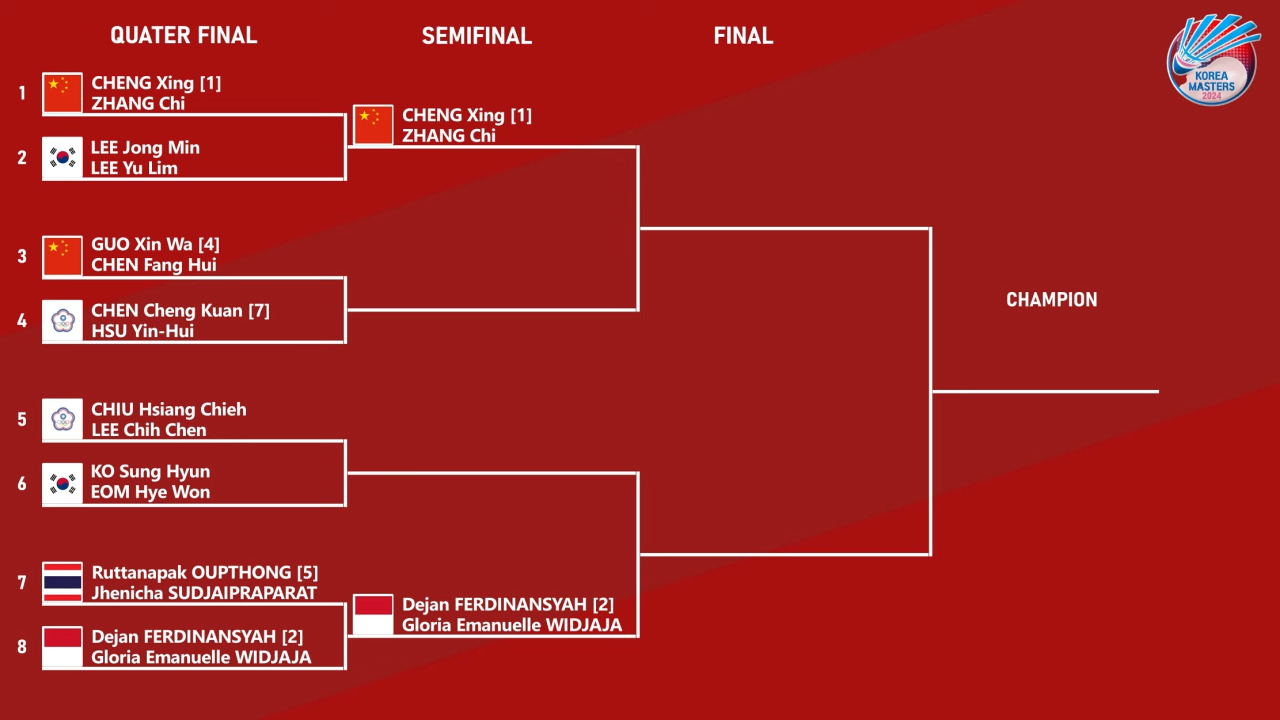 QUATER FINAL
SEMIFINAL
FINAL
KOREA
MASTERS
2024
1
CHENG Xing [1]
ZHANG Chi
2
LEE Jong Min
LEE Yu Lim
CHENG Xing [1]
ZHANG Chi
3
GUO Xin Wa [4]
CHEN Fang Hui
4
CHEN Cheng Kuan [7]
HSU Yin-Hui
CHAMPION
5
CHIU Hsiang Chieh
LEE Chih Chen
6
KO Sung Hyun
EOM Hye Won
7
Ruttanapak OUPTHONG [5]
Jhenicha SUDJAIPRAPARAT
8
Dejan FERDINANSYAH [2]
Gloria Emanuelle WIDJAJA
Dejan FERDINANSYAH [2]
Gloria Emanuelle WIDJAJA